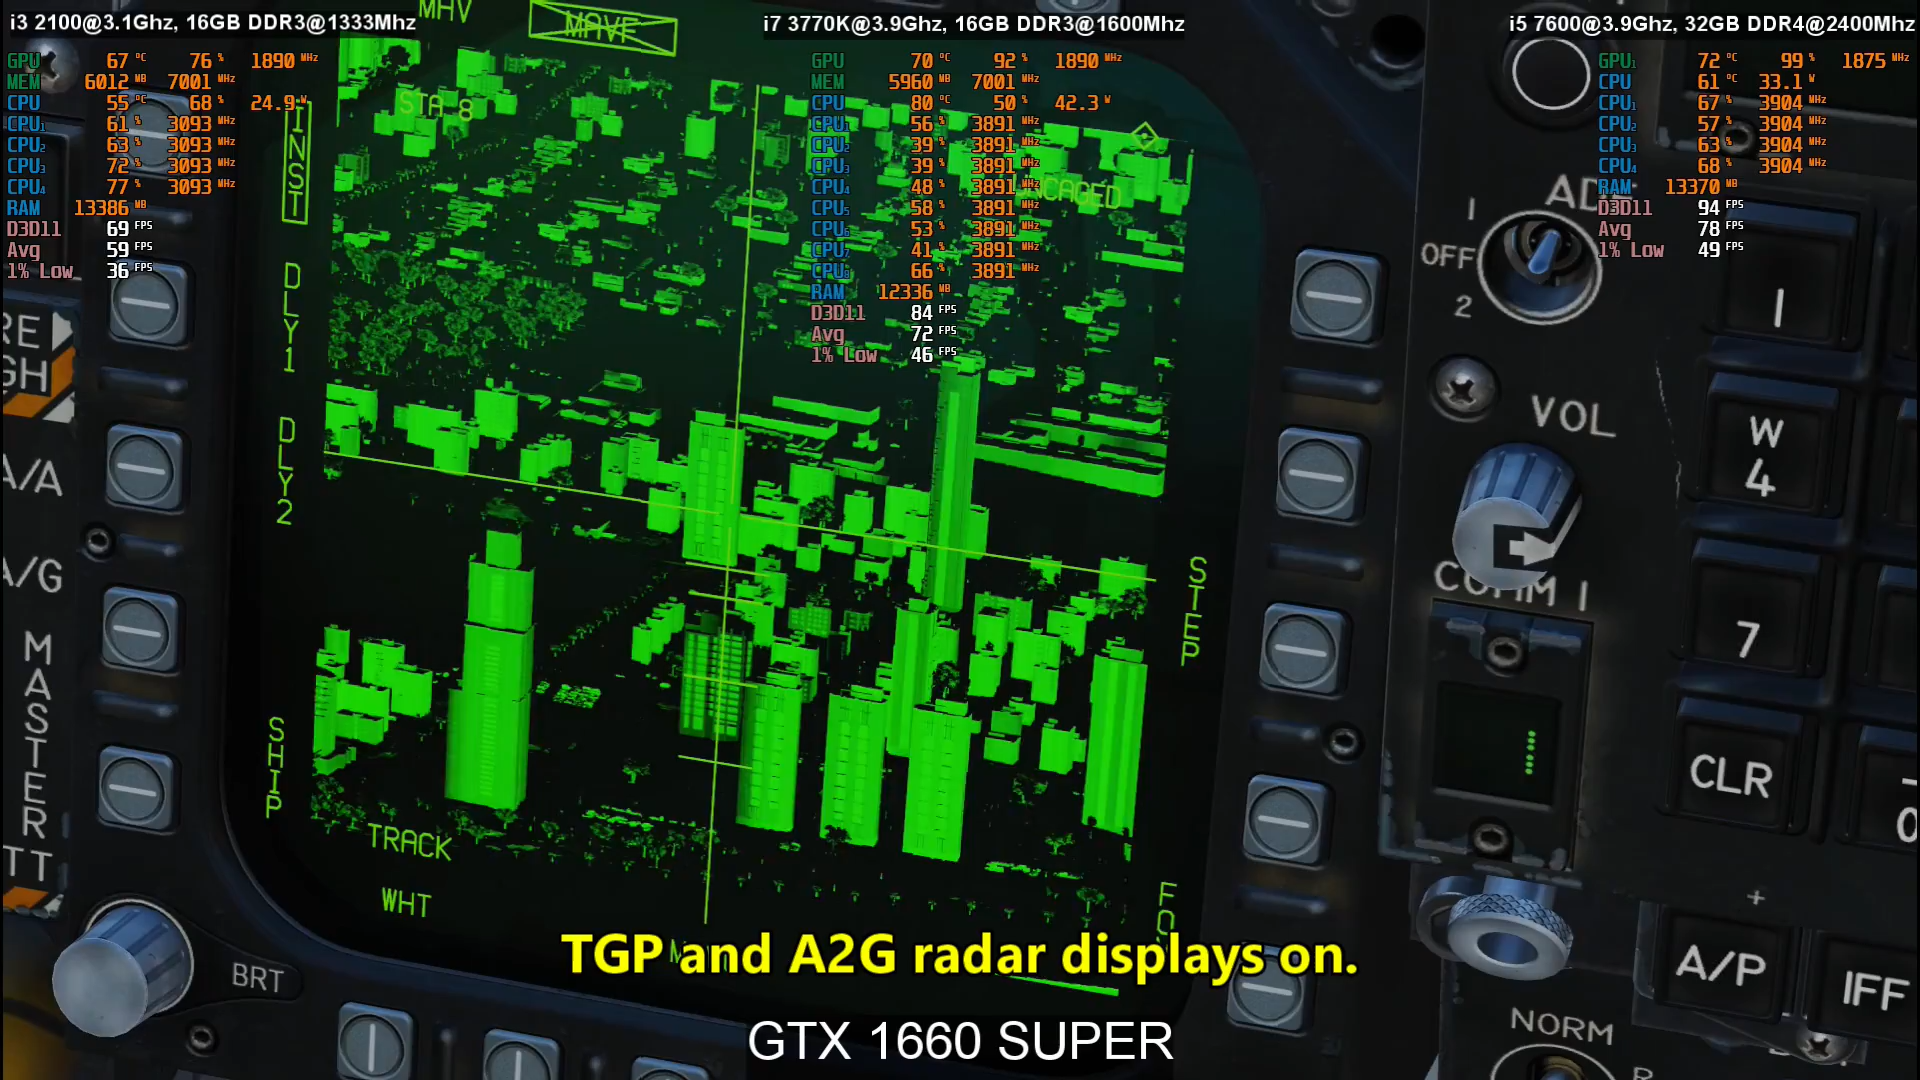 i3 2100@3.1Ghz, 16GB DDR3@1333Mhz
GPU 67 °C 76 % 1890 MHz
MEM 6012 MB 7001 MHz
CPU 55 °C 68 % 24.9 W
CPU1 61 % 3093 MHz
CPU2 63 % 3093 MHz
CPU3 72 % 3093 MHz
CPU4 77 % 3093 MHz
RAM 13386 MB
D3D11 69 FPS
Avg 59 FPS
1% Low 36 FPS
i7 3770K@3.9Ghz, 16GB DDR3@1600Mhz
GPU 70 °C 92 % 1890 MHz
MEM 5960 MB 7001 MHz
CPU 80 °C 50 % 42.3 W
CPU1 56 % 3891 MHz
CPU2 39 % 3891 MHz
CPU3 39 % 3891 MHz
CPU4 48 % 3891 MHz
CPU5 58 % 3891 MHz
CPU6 53 % 3891 MHz
CPU7 41 % 3891 MHz
CPU8 66 % 3891 MHz
RAM 12336 MB
D3D11 84 FPS
Avg 72 FPS
1% Low 46 FPS
i5 7600@3.9Ghz, 32GB DDR4@2400Mhz
GPU1 72 °C 99 % 1875 MHz
CPU 61 °C 33.1 W
CPU1 67 % 3904 MHz
CPU2 57 % 3904 MHz
CPU3 63 % 3904 MHz
CPU4 68 % 3904 MHz
RAM 13370 MB
D3D11 94 FPS
Avg 78 FPS
1% Low 49 FPS
MHV
MAVF
STA 8
INST
DLY1
DLY2
SHIP
TRACK
WHT
STEP
A/A
A/G
MASTER
BRT
1
OFF
2
VOL
COMM 1
1
W
4
7
CLR
0
+
A/P
IFF
NORM
TGP and A2G radar displays on.
GTX 1660 SUPER